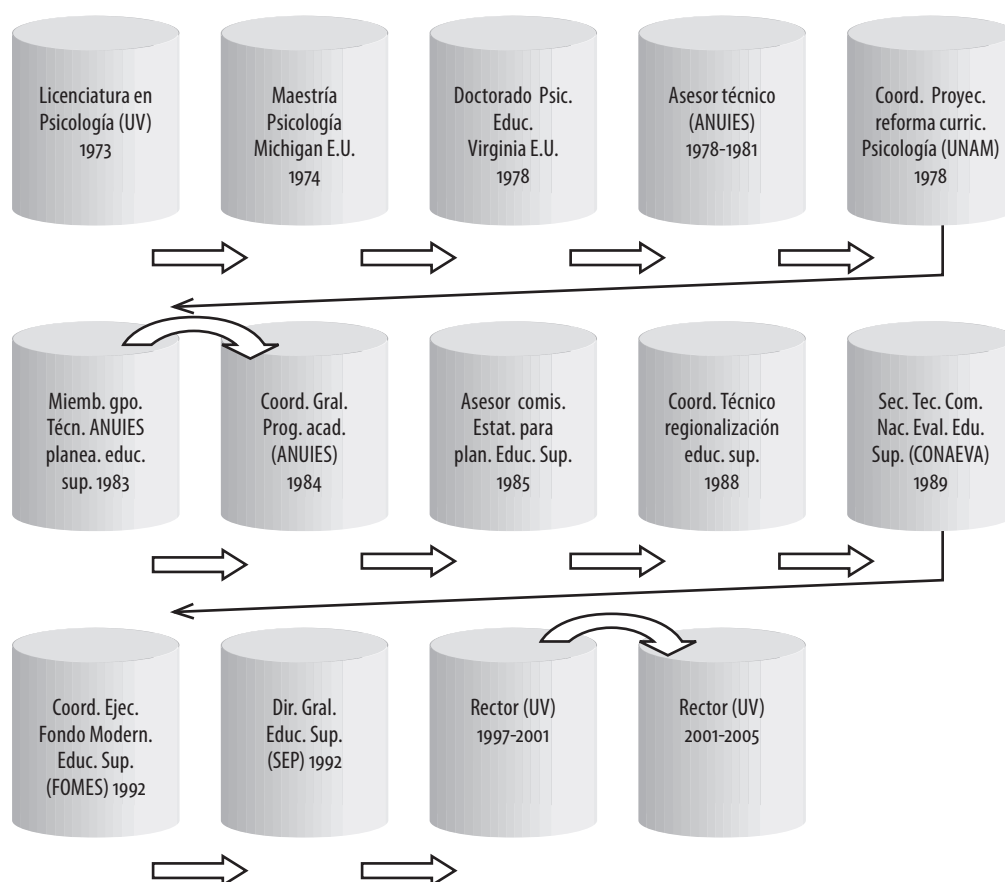 Licenciatura en
Psicología (UV)
1973
Maestría
Psicología
Michigan E.U.
1974
Doctorado Psic.
Educ.
Virginia E.U.
1978
Asesor técnico
(ANUIES)
1978-1981
Coord. Proyec.
reforma curric.
Psicología (UNAM)
1978
Miemb. gpo.
Técn. ANUIES
planea. educ.
sup. 1983
Coord. Gral.
Prog. acad.
(ANUIES)
1984
Asesor comis.
Estat. para
plan. Educ. Sup.
1985
Coord. Técnico
regionalización
educ. sup.
1988
Sec. Tec. Com.
Nac. Eval. Edu.
Sup. (CONAEVA)
1989
Coord. Ejec.
Fondo Modern.
Educ. Sup.
(FOMES) 1992
Dir. Gral.
Educ. Sup.
(SEP) 1992
Rector (UV)
1997-2001
Rector (UV)
2001-2005